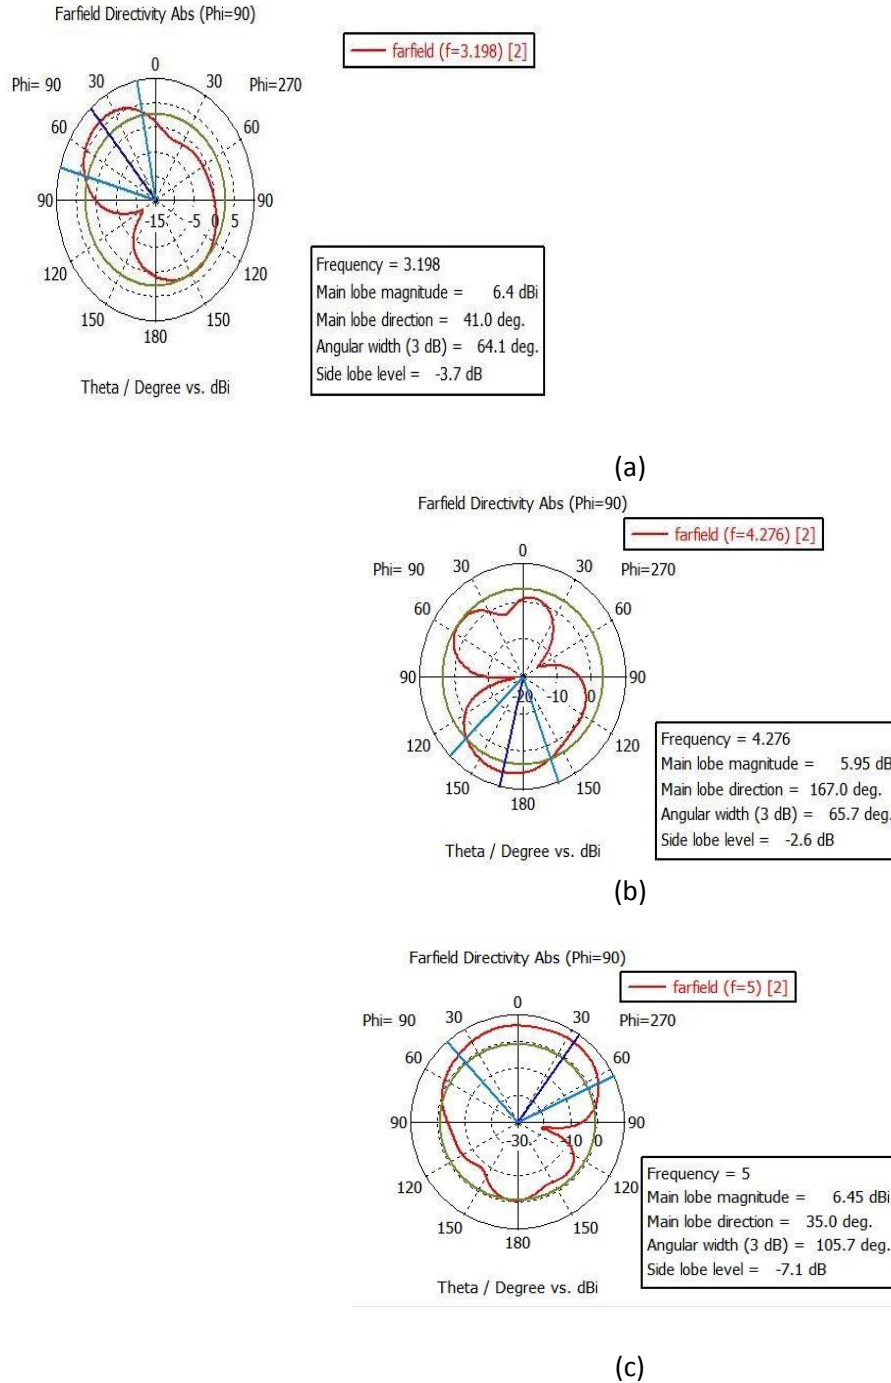 Farfield Directivity Abs (Phi=90)
farfield (f=3.198) [2]
0
30 30
Phi= 90 Phi=270
60 60
90 -15 -5 0 5 90
120 120
150 150
180
Theta / Degree vs. dBi
Frequency = 3.198
Main lobe magnitude = 6.4 dBi
Main lobe direction = 41.0 deg.
Angular width (3 dB) = 64.1 deg.
Side lobe level = -3.7 dB
(a)
Farfield Directivity Abs (Phi=90)
farfield (f=4.276) [2]
0
30 30
Phi= 90 Phi=270
60 60
90 -20 -10 0 90
120 120
150 150
180
Theta / Degree vs. dBi
Frequency = 4.276
Main lobe magnitude = 5.95 dB
Main lobe direction = 167.0 deg.
Angular width (3 dB) = 65.7 deg.
Side lobe level = -2.6 dB
(b)
Farfield Directivity Abs (Phi=90)
farfield (f=5) [2]
0
30 30
Phi= 90 Phi=270
60 60
90 -30 -10 0 90
120 120
150 150
180
Theta / Degree vs. dBi
Frequency = 5
Main lobe magnitude = 6.45 dBi
Main lobe direction = 35.0 deg.
Angular width (3 dB) = 105.7 deg.
Side lobe level = -7.1 dB
(c)